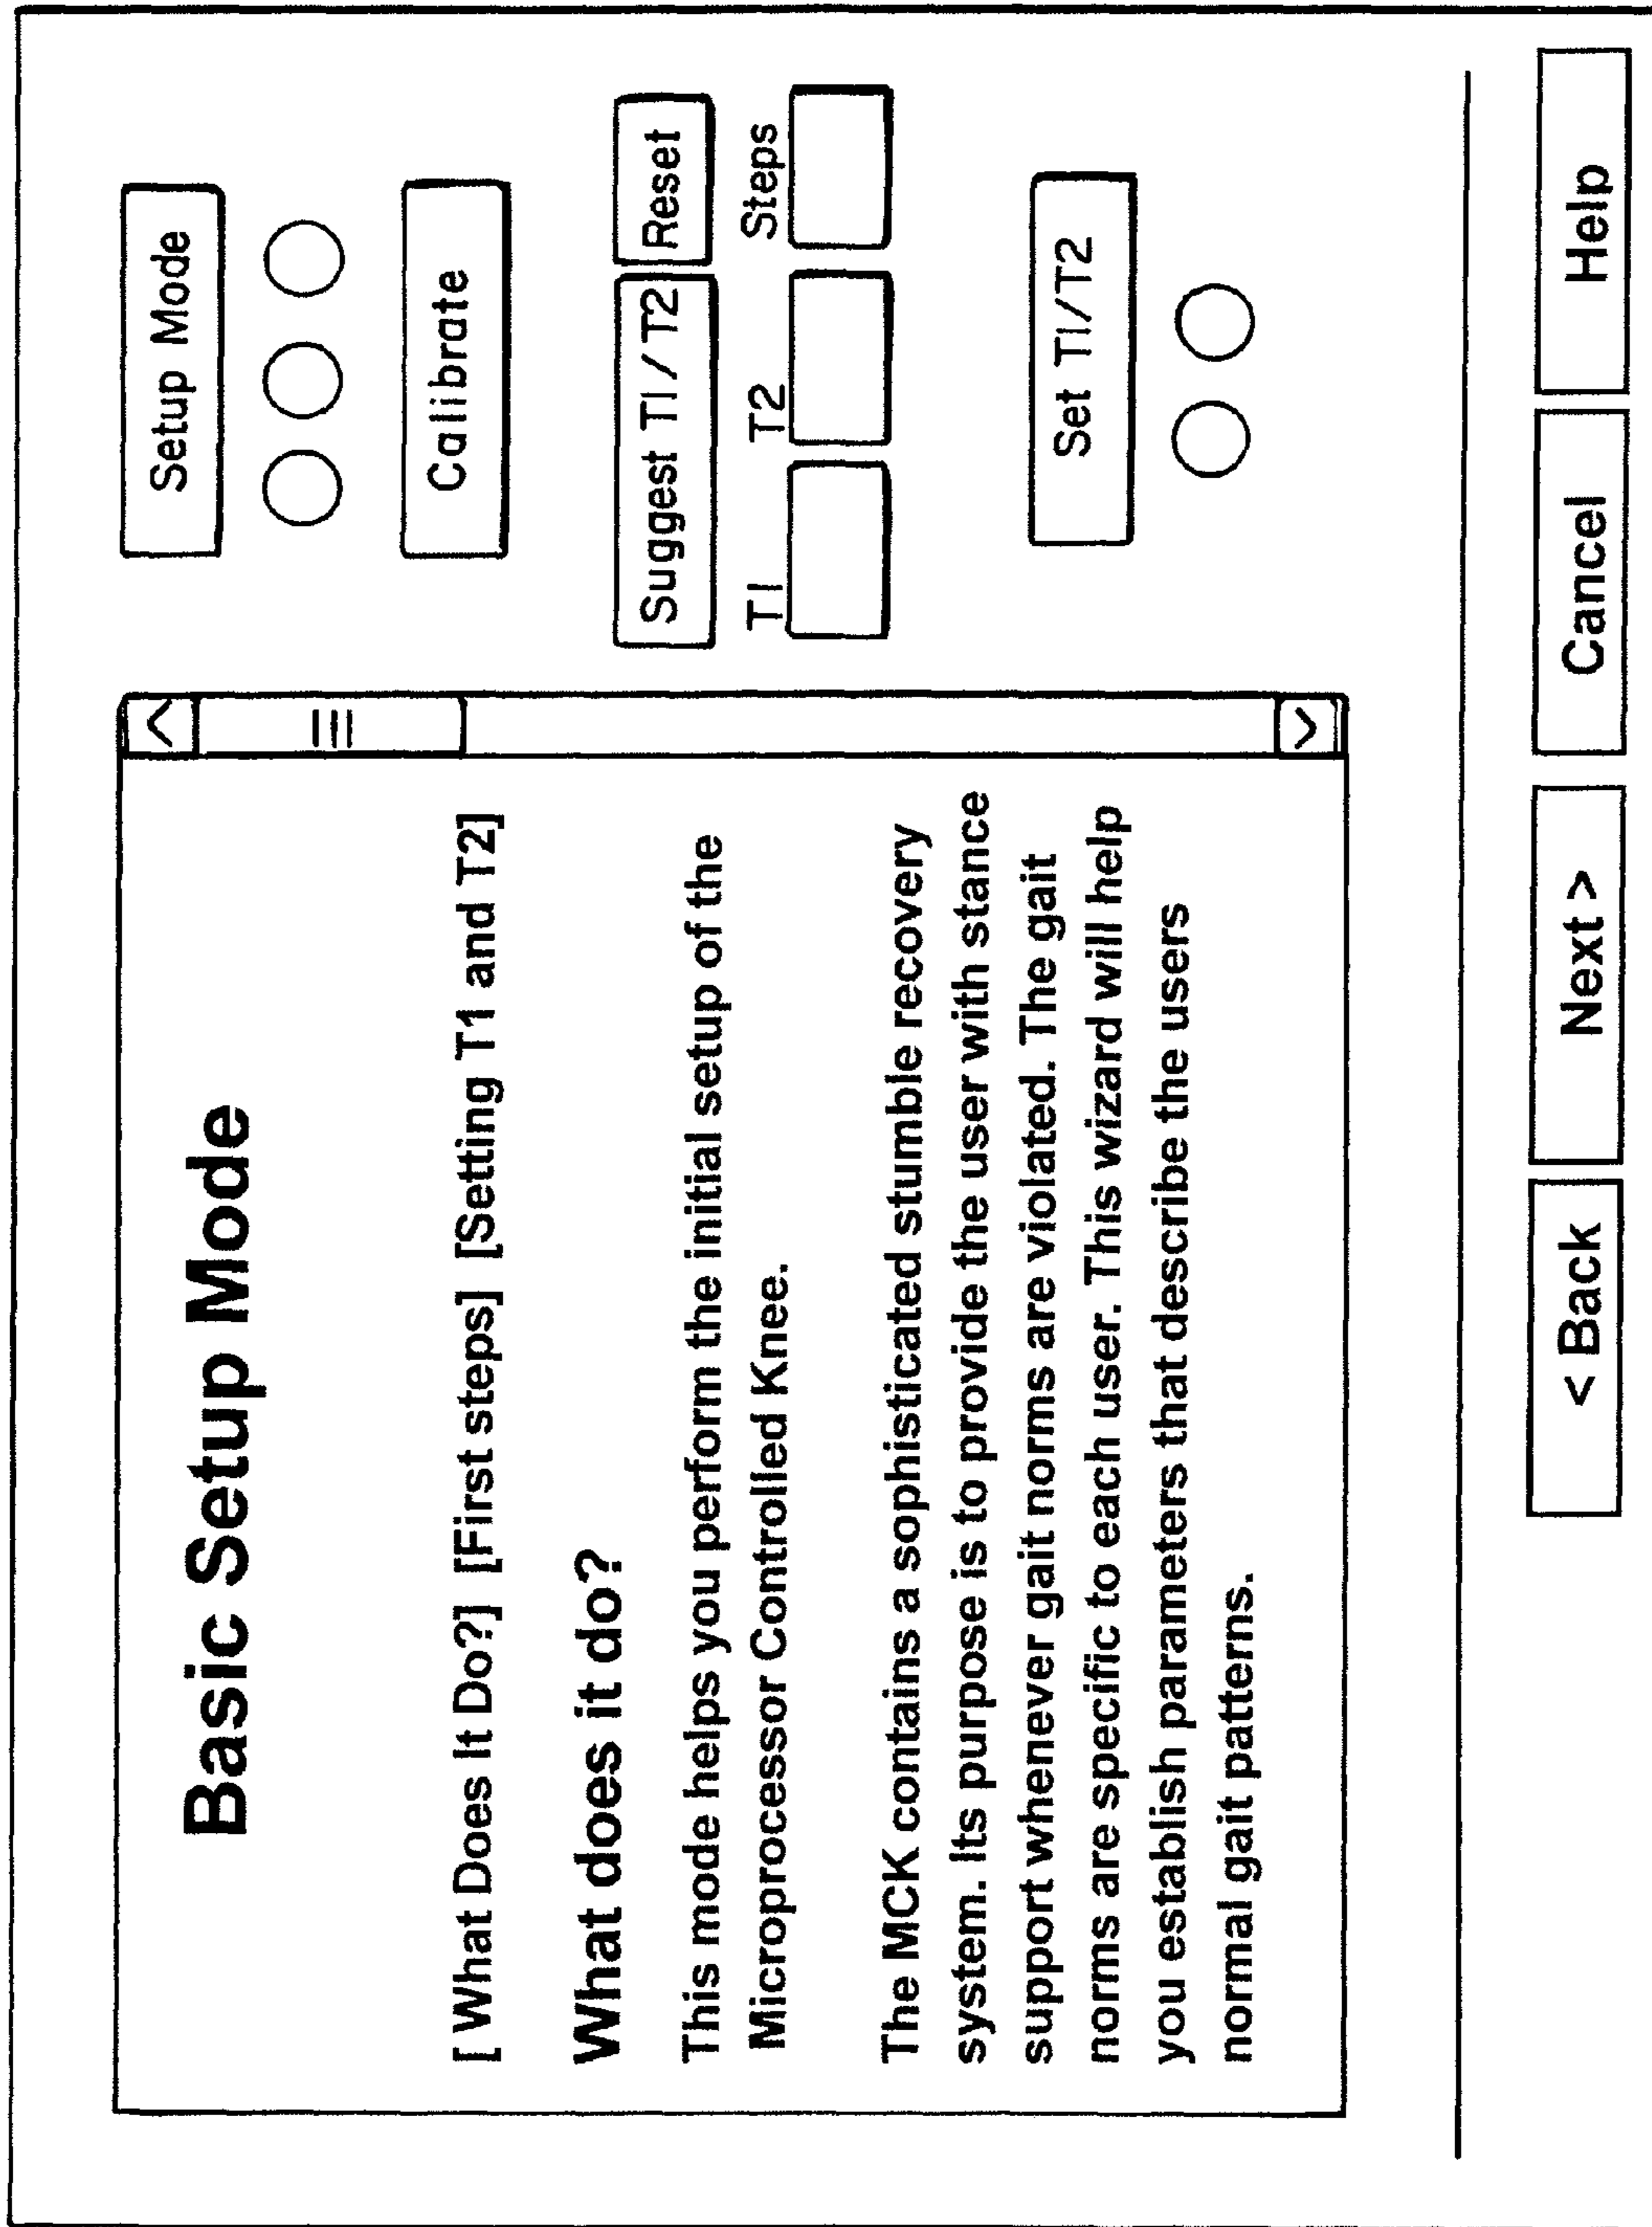 Basic Setup Mode
[ What Does It Do?] [First steps] [Setting T1 and T2]
What does it do?
This mode helps you perform the initial setup of the
Microprocessor Controlled Knee.
The MCK contains a sophisticated stumble recovery
system. Its purpose is to provide the user with stance
support whenever gait norms are violated. The gait
norms are specific to each user. This wizard will help
you establish parameters that describe the users
normal gait patterns.
Setup Mode
Calibrate
Suggest T1/T2 Reset
T1 T2 Steps
Set T1/T2
< Back Next > Cancel Help